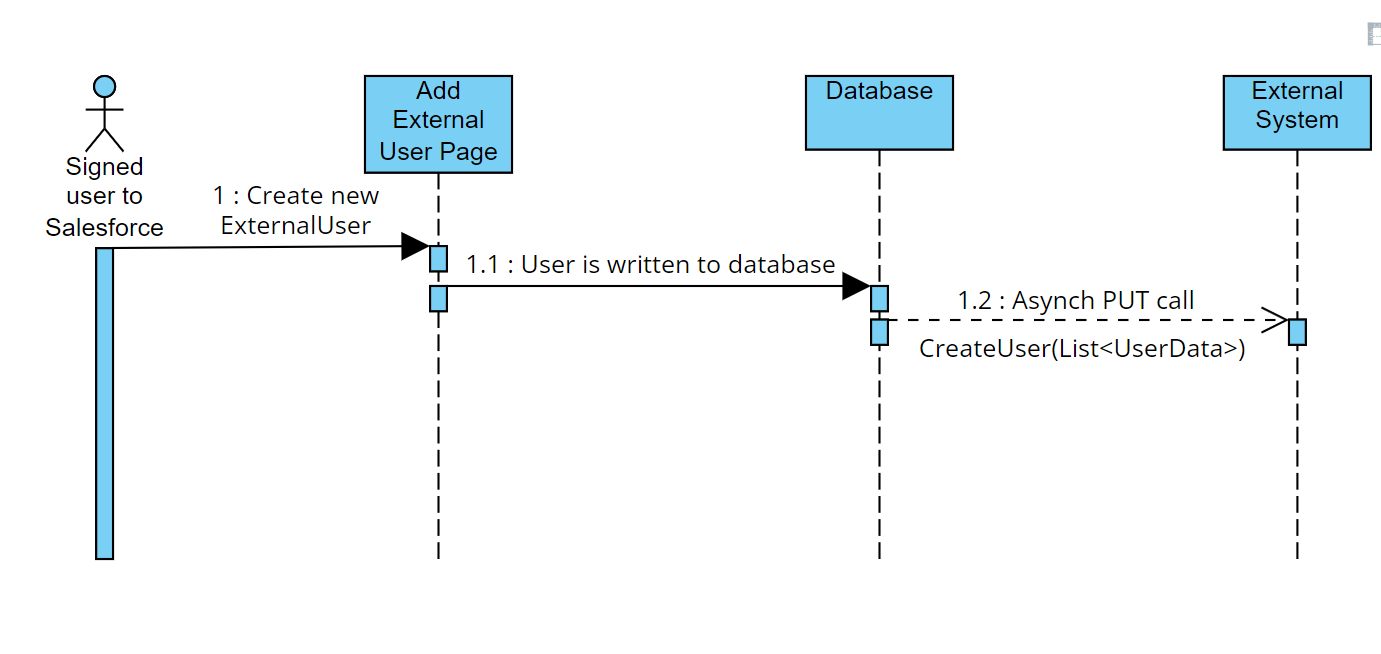 Signed
user to
Salesforce
Add
External
User Page
Database
External
System
1 : Create new
ExternalUser
1.1 : User is written to database
1.2 : Asynch PUT call
CreateUser(List<UserData>)